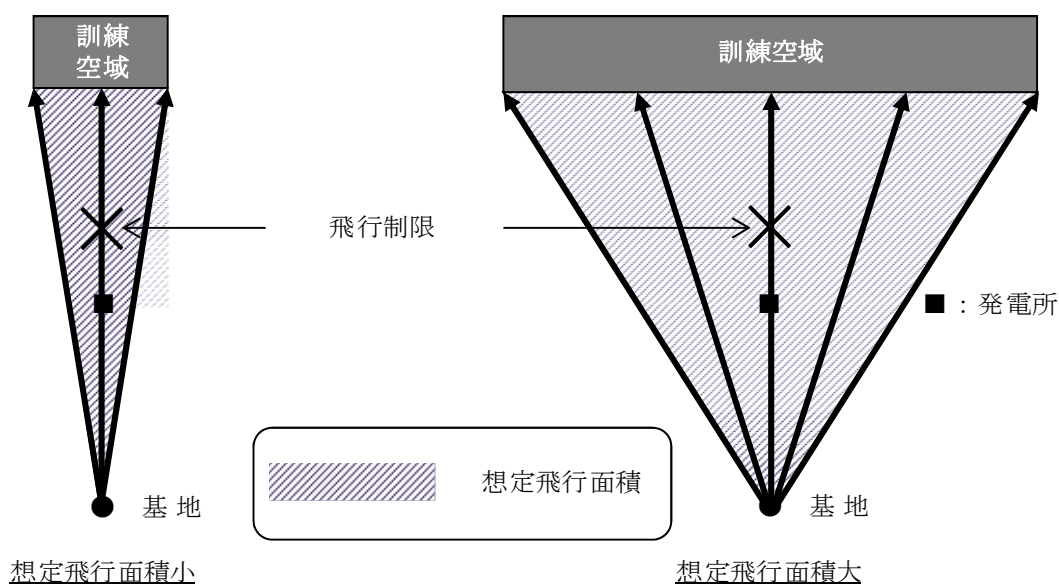 訓練
空域
訓練空域
飛行制限
■：発電所
想定飛行面積
基 地
基 地
想定飛行面積小
想定飛行面積大